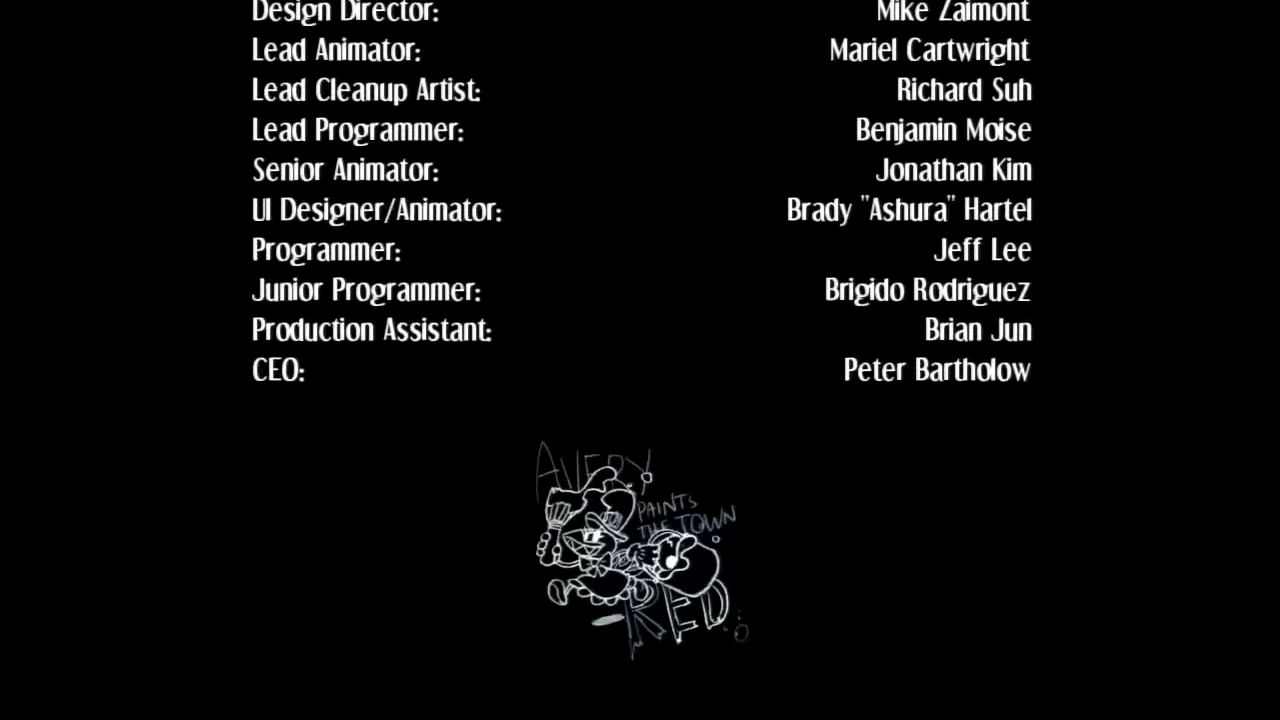 Design Director: Mike Zaimont
Lead Animator: Mariel Cartwright
Lead Cleanup Artist: Richard Suh
Lead Programmer: Benjamin Moise
Senior Animator: Jonathan Kim
UI Designer/Animator: Brady "Ashura" Hartel
Programmer: Jeff Lee
Junior Programmer: Brigido Rodriguez
Production Assistant: Brian Jun
CEO: Peter Bartholow
AVERY
PAINTS
THE TOWN
RED